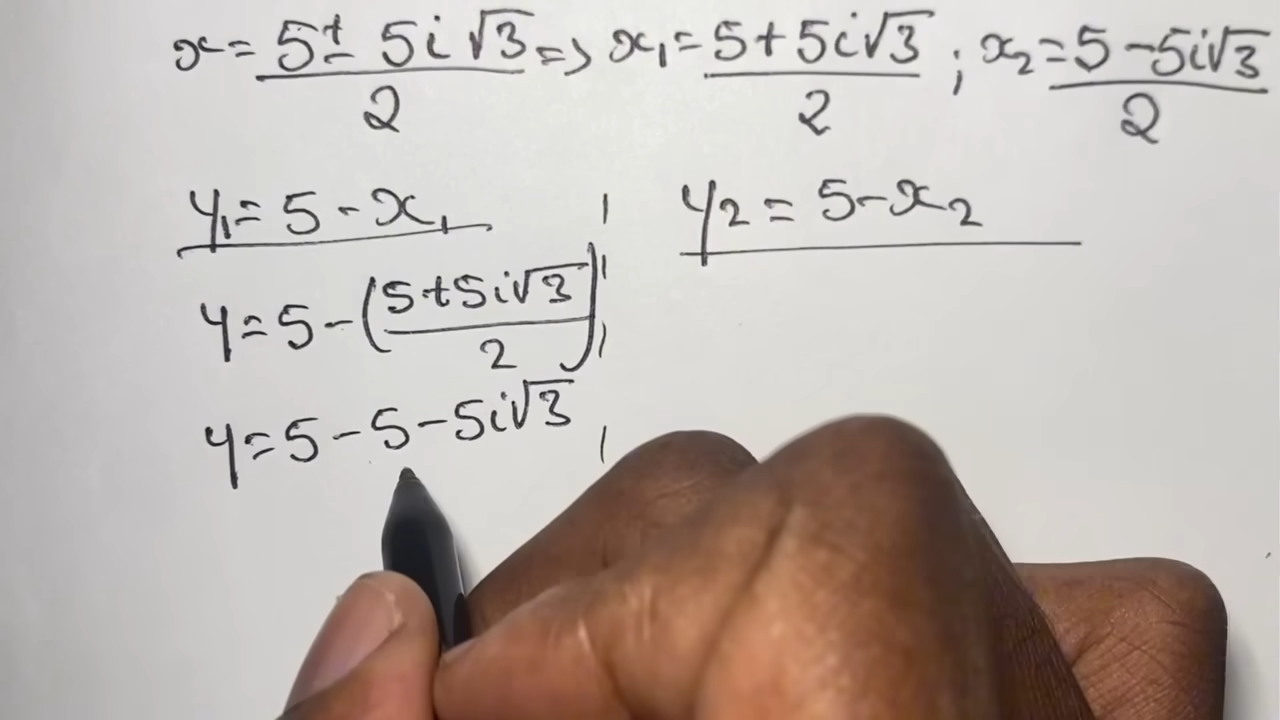 x = (5 ± 5i√3)/2 => x₁ = (5 + 5i√3)/2 ; x₂ = (5 - 5i√3)/2
y₁ = 5 - x₁
y₂ = 5 - x₂
y = 5 - ((5 + 5i√3)/2)
y = 5 - 5 - 5i√3